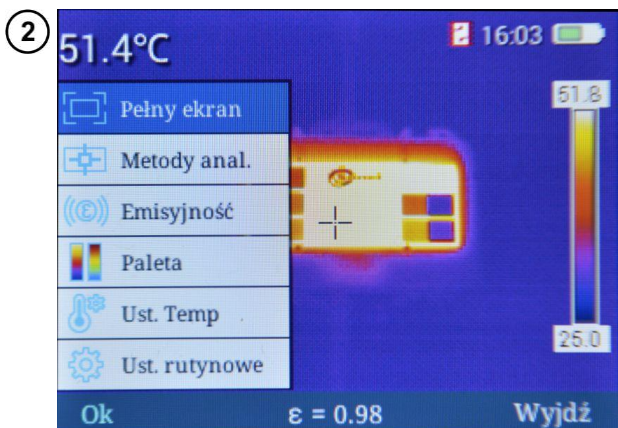 2
51.4°C
16:03
51.8
Pełny ekran
Metody anal.
((ε)) Emisyjność
Paleta
Ust. Temp
Ust. rutynowe
25.0
Ok
ε = 0.98
Wyjdź